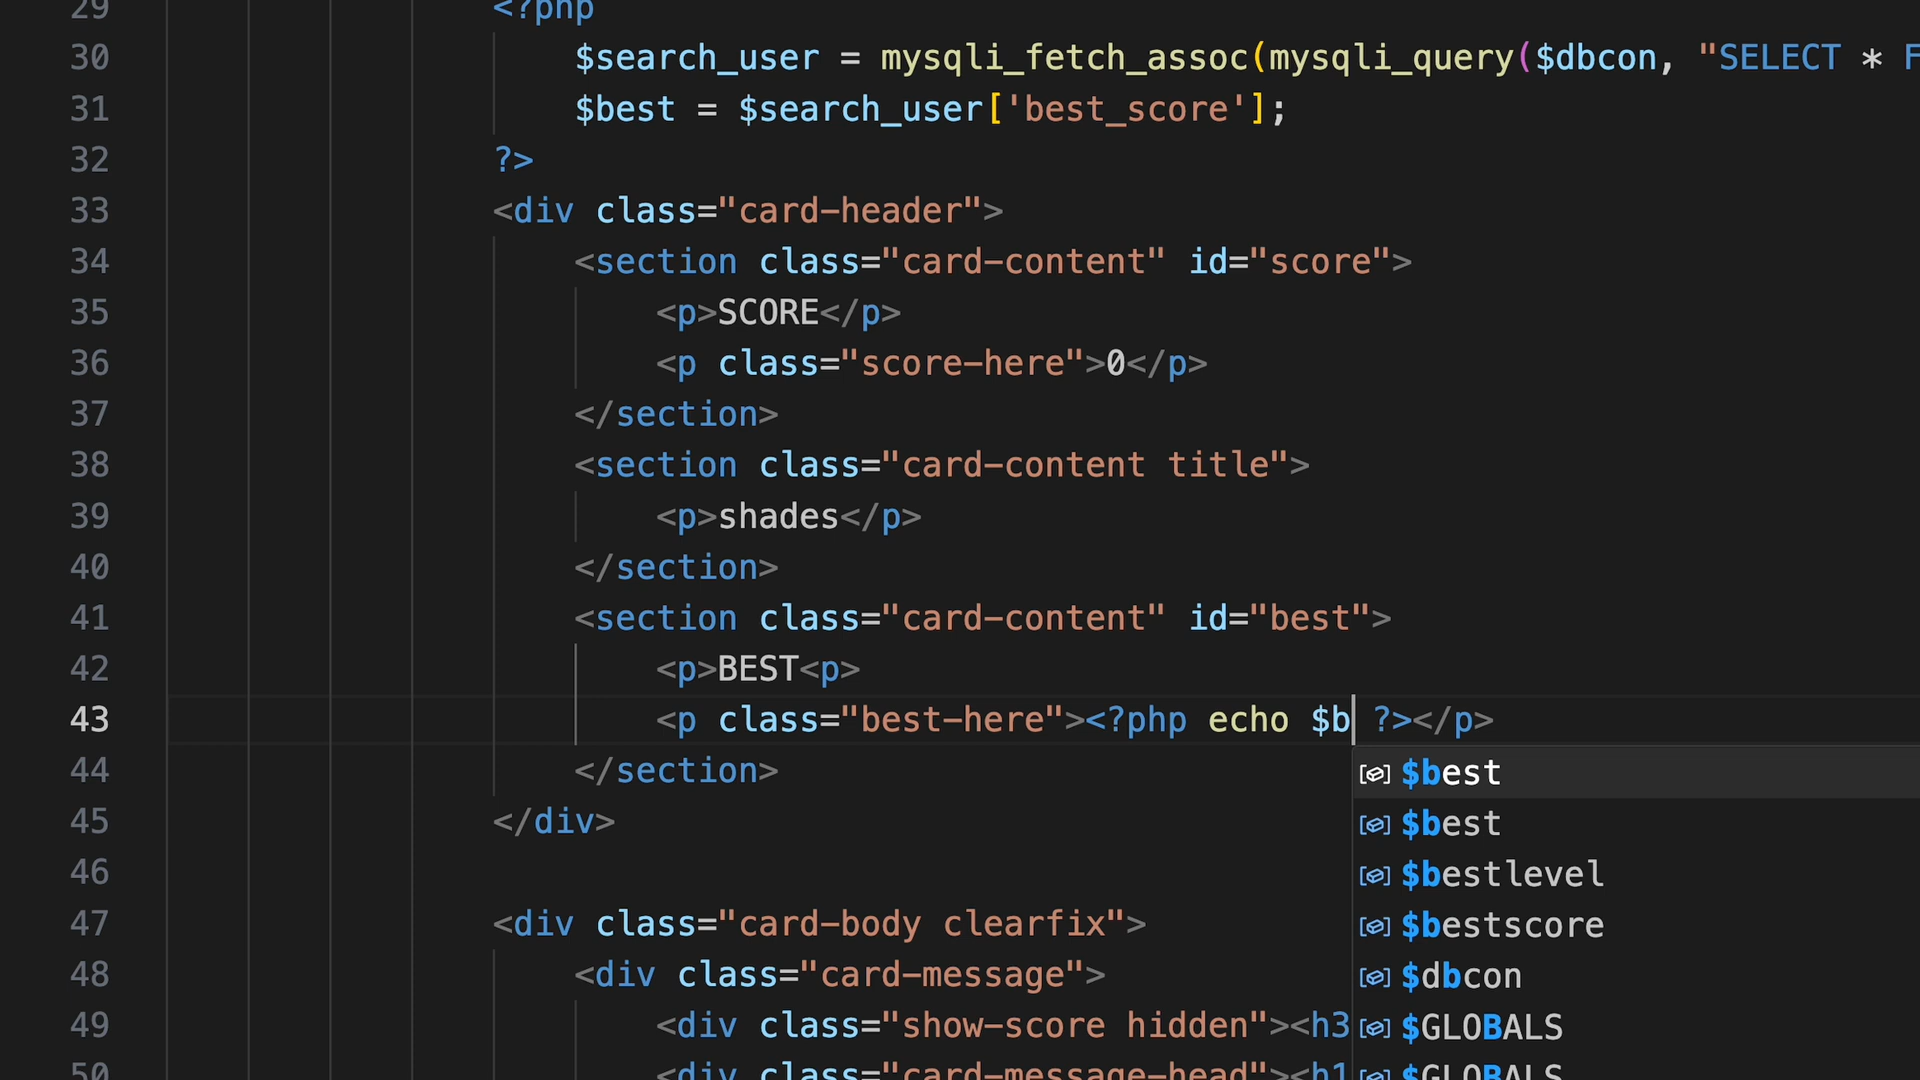 29 <?php
30 $search_user = mysqli_fetch_assoc(mysqli_query($dbcon, "SELECT * F
31 $best = $search_user['best_score'];
32 ?>
33 <div class="card-header">
34 <section class="card-content" id="score">
35 <p>SCORE</p>
36 <p class="score-here">0</p>
37 </section>
38 <section class="card-content title">
39 <p>shades</p>
40 </section>
41 <section class="card-content" id="best">
42 <p>BEST<p>
43 <p class="best-here"><?php echo $b ?></p>
44 </section>
$best
45 </div>
$best
46
$bestlevel
47 <div class="card-body clearfix">
$bestscore
48 <div class="card-message">
$dbcon
49 <div class="show-score hidden"><h3
$GLOBALS
50 <div class="card-message-head"><h1
$GLOBALS